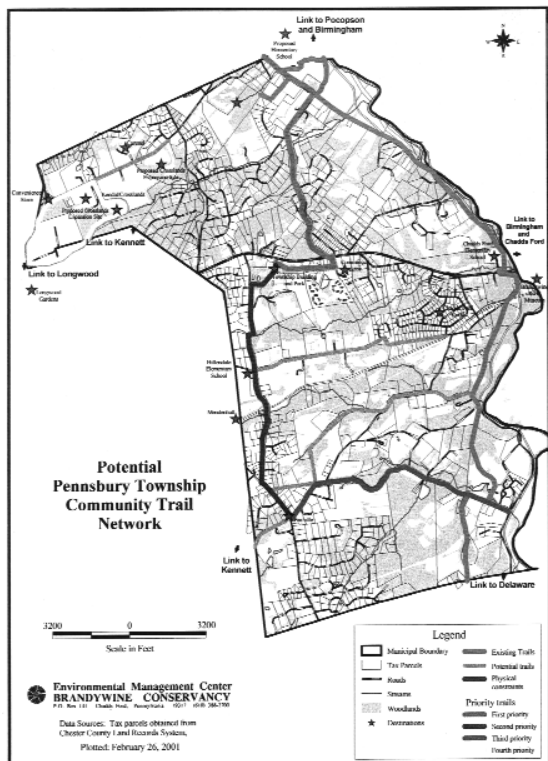 Link to Pocopson
and Birmingham
Proposed
Elementary
School
Convenience
Store
Link to Kennett
Link to Longwood
Longwood
Gardens
Link to
Birmingham
and
Chadds Ford
Chadds Ford
Elementary
School
and Park
Hillendale
Elementary
School
Mendenhall
Potential
Pennsbury Township
Community Trail
Network
Link to
Kennett
Link to Delaware
3200 0 3200
Scale in Feet
Environmental Management Center
BRANDYWINE CONSERVANCY
Data Sources: Tax parcels obtained from
Chester County Land Records System,
Plotted: February 26, 2001
Legend
Municipal Boundary
Tax Parcels
Roads
Streams
Woodlands
Destinations
Existing Trails
Potential trails
Physical
constraints
Priority trails
First priority
Second priority
Third priority
Fourth priority